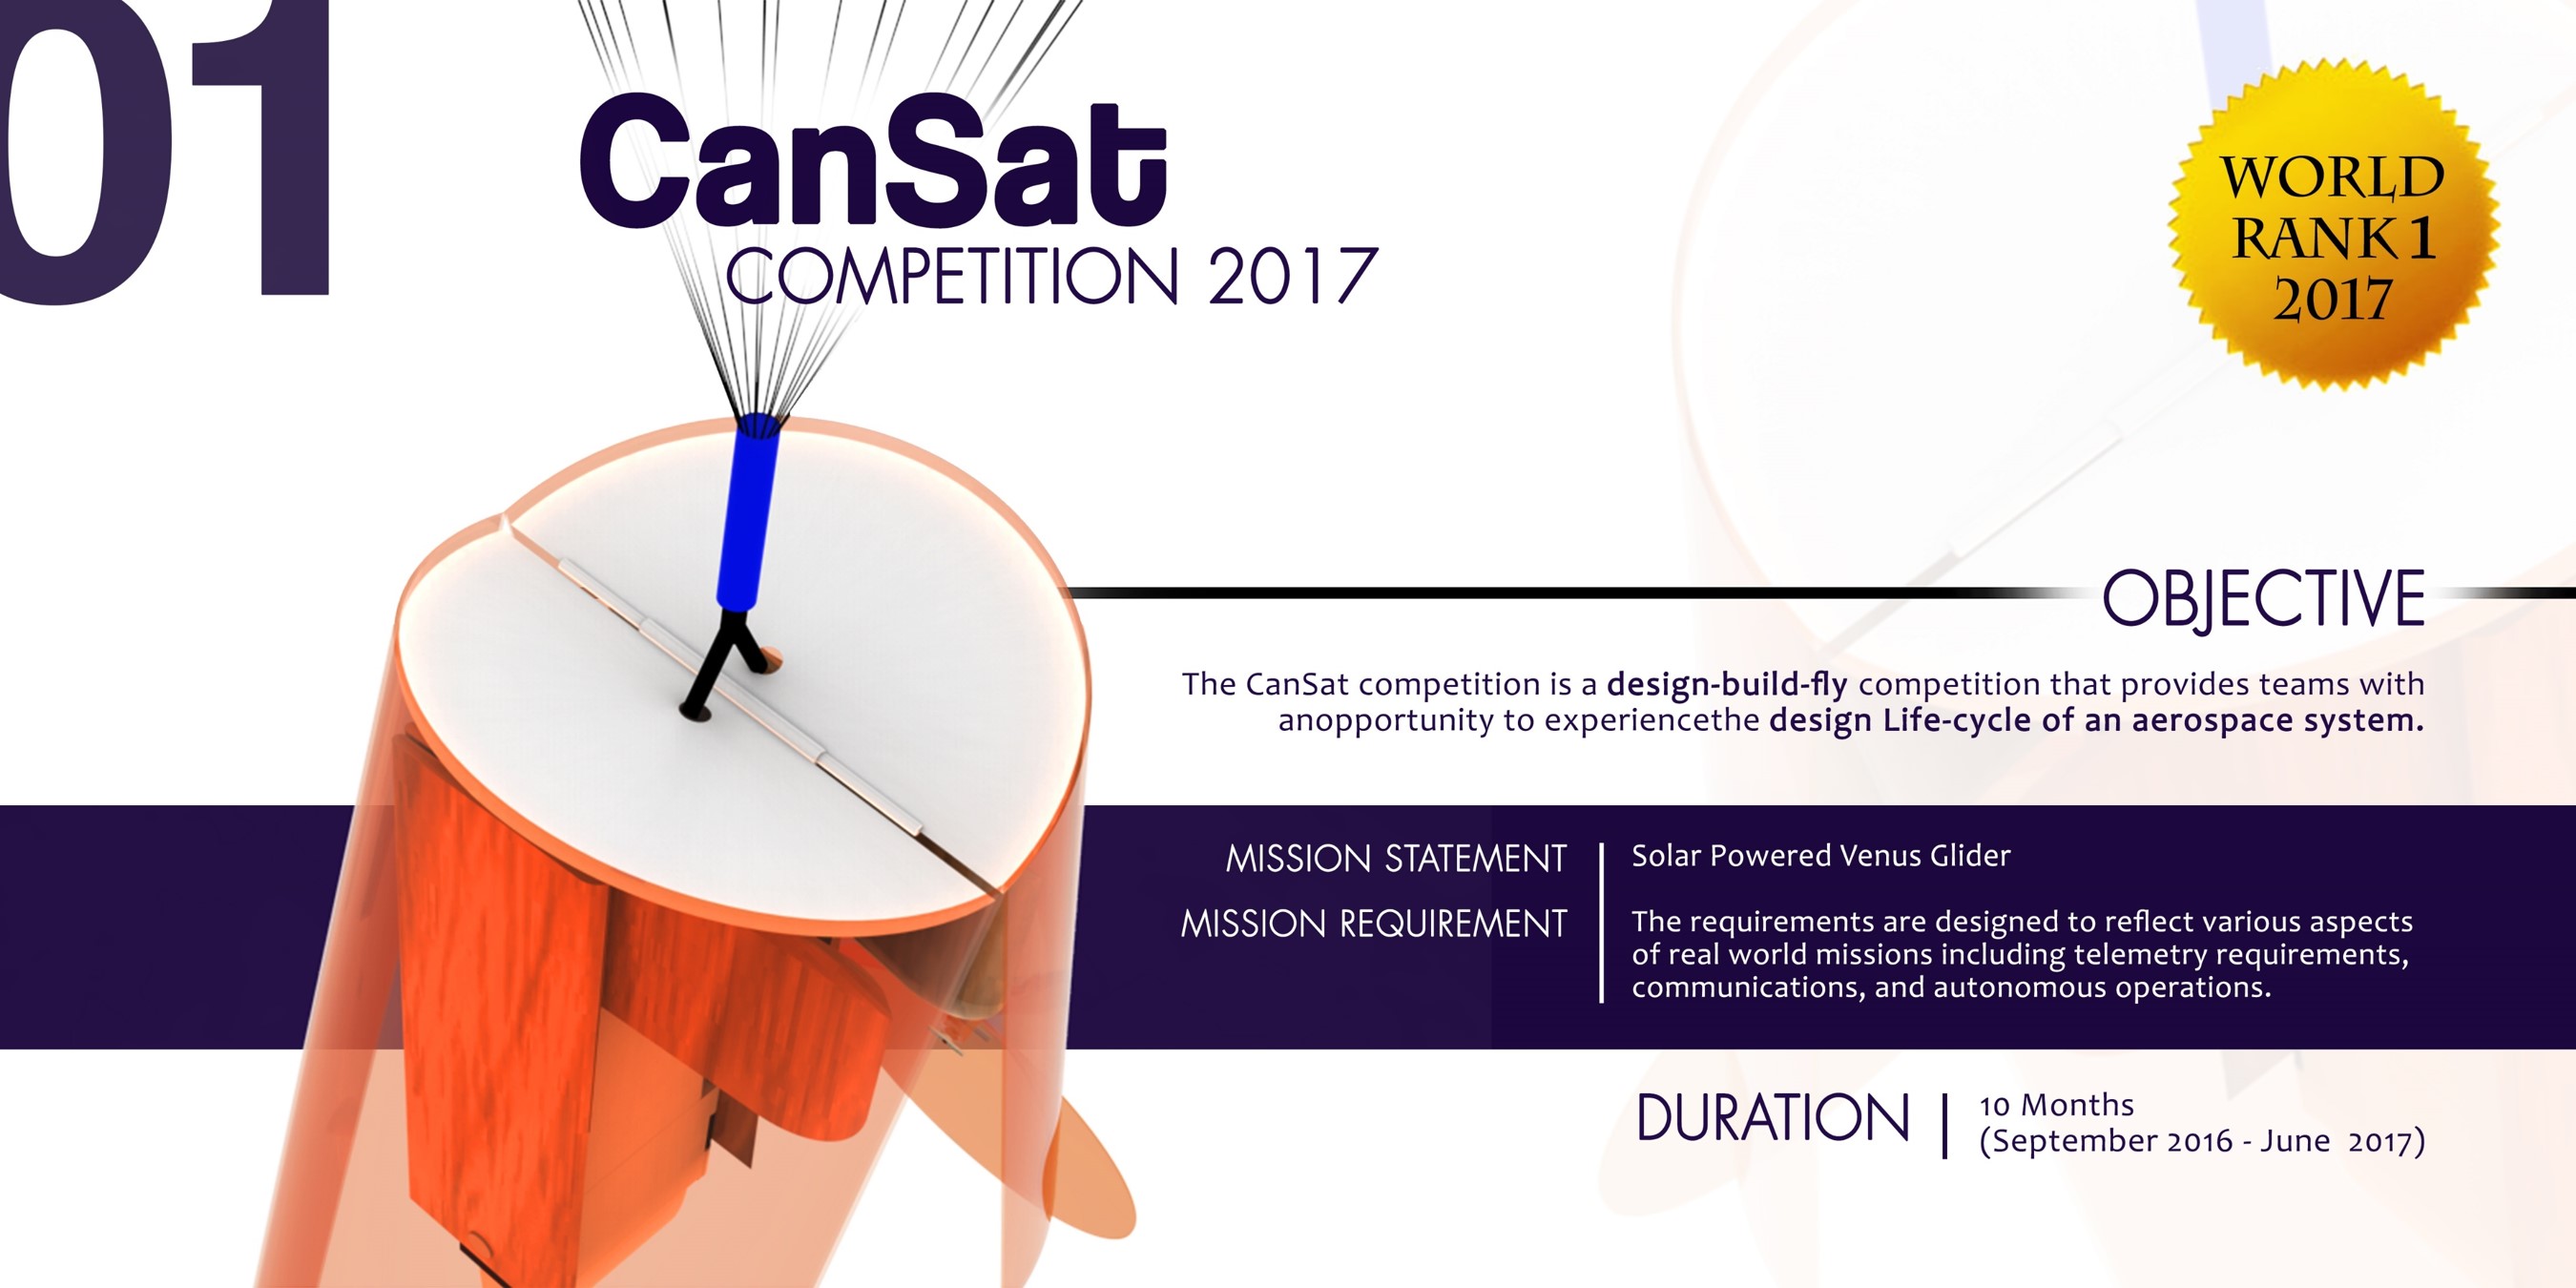 01
CanSat
COMPETITION 2017
WORLD
RANK 1
2017
OBJECTIVE
The CanSat competition is a design-build-fly competition that provides teams with
anopportunity to experiencethe design Life-cycle of an aerospace system.
MISSION STATEMENT
Solar Powered Venus Glider
MISSION REQUIREMENT
The requirements are designed to reflect various aspects
of real world missions including telemetry requirements,
communications, and autonomous operations.
DURATION
10 Months
(September 2016 - June  2017)